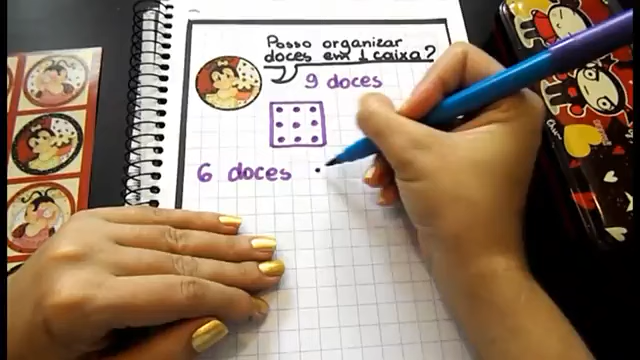 Posso organizar
doces em 1 caixa?
9 doces
6 doces